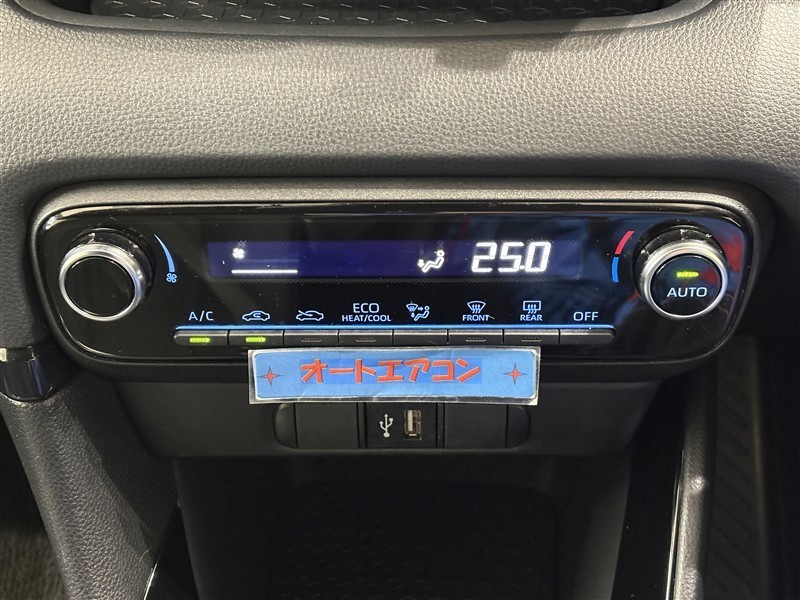 25.0
AUTO
A/C
ECO
HEAT/COOL
FRONT
REAR
OFF
オートエアコン